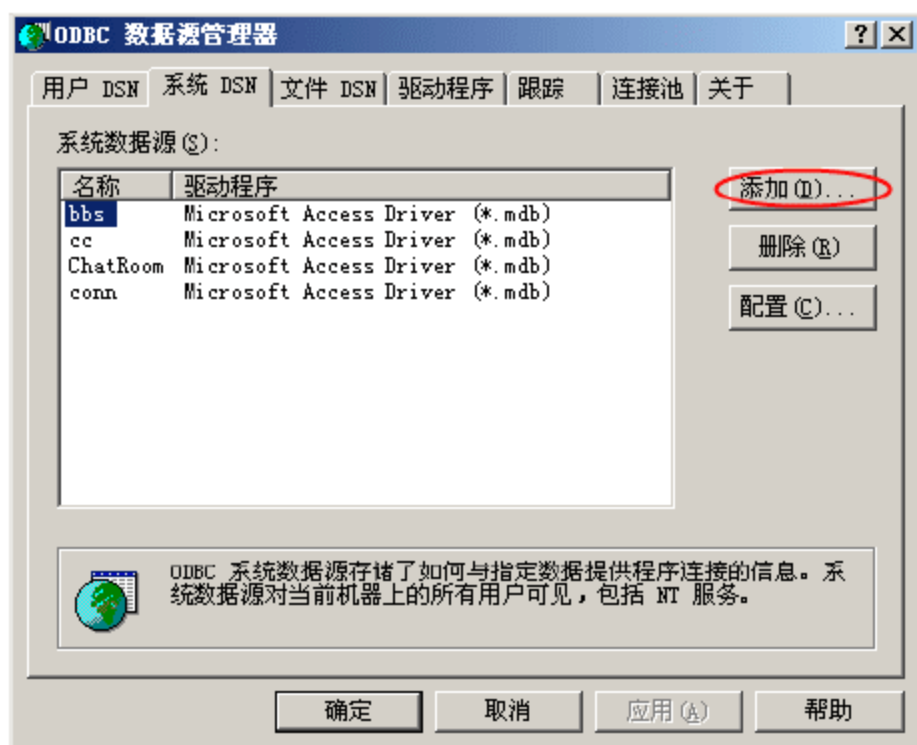 ODBC 数据源管理器
用户 DSN 系统 DSN 文件 DSN 驱动程序 跟踪 连接池 关于
系统数据源(S):
名称 驱动程序
bbs Microsoft Access Driver (*.mdb)
cc Microsoft Access Driver (*.mdb)
ChatRoom Microsoft Access Driver (*.mdb)
conn Microsoft Access Driver (*.mdb)
添加(D)...
删除(R)
配置(C)...
ODBC 系统数据源存储了如何与指定数据提供程序连接的信息。系
统数据源对当前机器上的所有用户可见,包括 NT 服务。
确定 取消 应用(A) 帮助